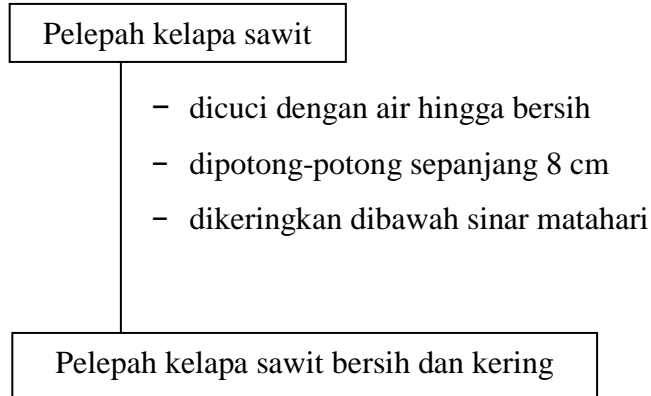 Pelepah kelapa sawit
− dicuci dengan air hingga bersih
− dipotong-potong sepanjang 8 cm
− dikeringkan dibawah sinar matahari
Pelepah kelapa sawit bersih dan kering